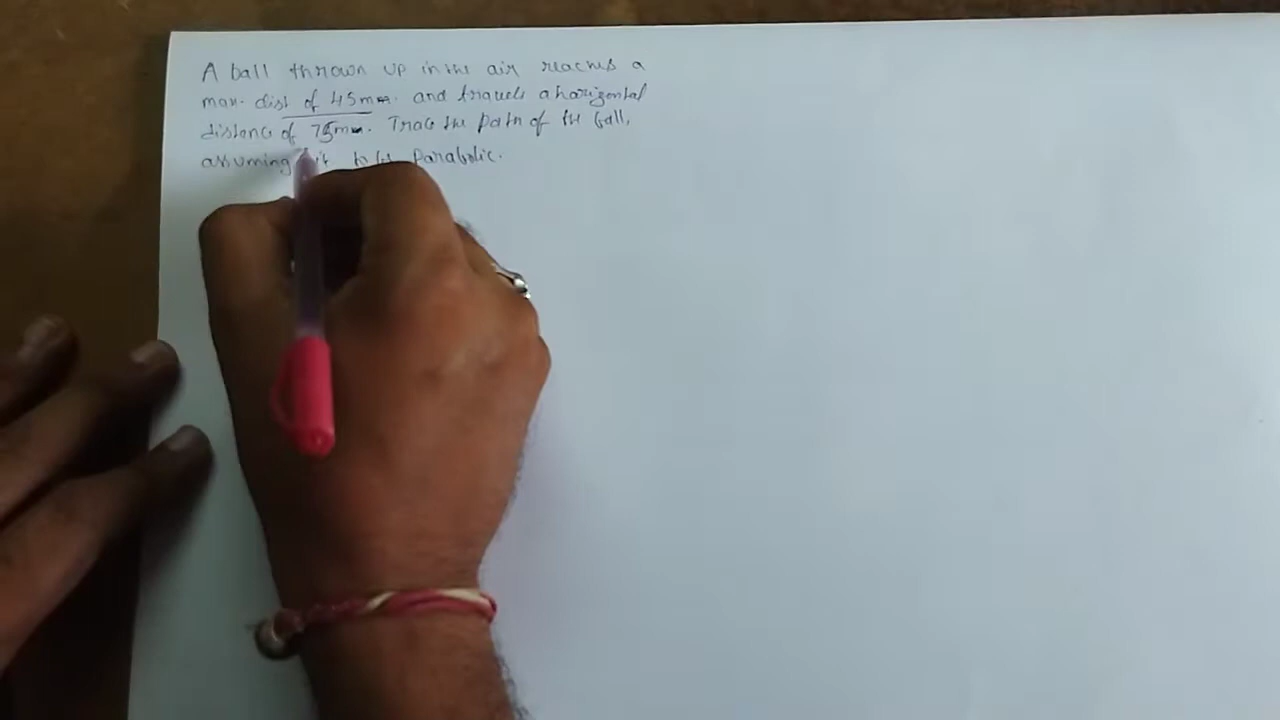 A ball thrown up in the air reaches a
max. dist of 45mm. and travels a horizontal
distance of 75mm. Trace the path of the ball,
assuming it to be parabolic.